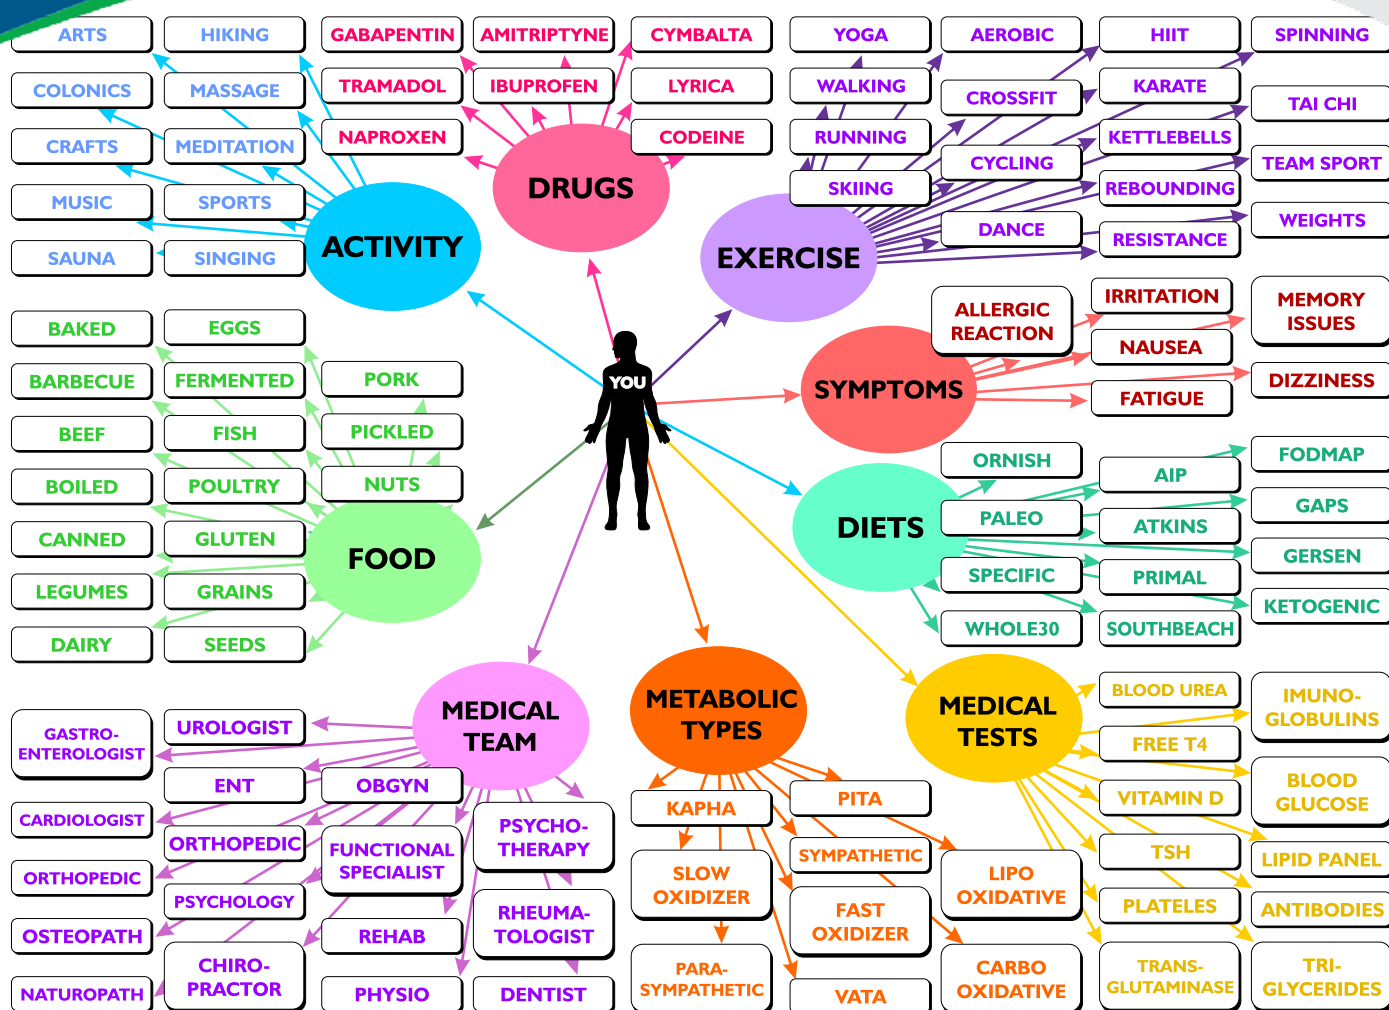 ARTS
HIKING
COLONICS
MASSAGE
CRAFTS
MEDITATION
MUSIC
SPORTS
SAUNA
SINGING
ACTIVITY
GABAPENTIN
AMITRIPTYNE
CYMBALTA
TRAMADOL
IBUPROFEN
LYRICA
NAPROXEN
CODEINE
DRUGS
YOGA
AEROBIC
HIIT
SPINNING
WALKING
CROSSFIT
KARATE
TAI CHI
RUNNING
KETTLEBELLS
CYCLING
TEAM SPORT
SKIING
REBOUNDING
DANCE
WEIGHTS
RESISTANCE
EXERCISE
ALLERGIC
REACTION
IRRITATION
MEMORY
ISSUES
NAUSEA
DIZZINESS
FATIGUE
SYMPTOMS
YOU
BAKED
EGGS
BARBECUE
FERMENTED
PORK
BEEF
FISH
PICKLED
BOILED
POULTRY
NUTS
CANNED
GLUTEN
LEGUMES
GRAINS
DAIRY
SEEDS
FOOD
ORNISH
AIP
FODMAP
PALEO
ATKINS
GAPS
GERSEN
SPECIFIC
PRIMAL
KETOGENIC
WHOLE30
SOUTHBEACH
DIETS
MEDICAL
TEAM
GASTRO-
ENTEROLOGIST
UROLOGIST
ENT
OBGYN
CARDIOLOGIST
ORTHOPEDIC
FUNCTIONAL
SPECIALIST
PSYCHO-
THERAPY
ORTHOPEDIC
PSYCHOLOGY
RHEUMA-
TOLOGIST
OSTEOPATH
REHAB
CHIRO-
PRACTOR
NATUROPATH
PHYSIO
DENTIST
METABOLIC
TYPES
KAPHA
PITA
SLOW
OXIDIZER
SYMPATHETIC
LIPO
OXIDATIVE
FAST
OXIDIZER
PARA-
SYMPATHETIC
VATA
CARBO
OXIDATIVE
MEDICAL
TESTS
BLOOD UREA
IMUNO-
GLOBULINS
FREE T4
BLOOD
GLUCOSE
VITAMIN D
TSH
LIPID PANEL
PLATELES
ANTIBODIES
TRANS-
GLUTAMINASE
TRI-
GLYCERIDES